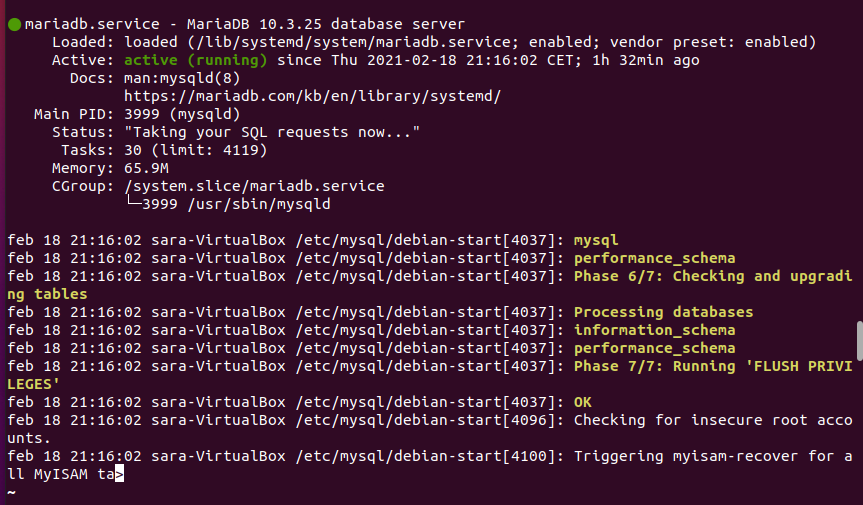 ● mariadb.service - MariaDB 10.3.25 database server
     Loaded: loaded (/lib/systemd/system/mariadb.service; enabled; vendor preset: enabled)
     Active: active (running) since Thu 2021-02-18 21:16:02 CET; 1h 32min ago
       Docs: man:mysqld(8)
             https://mariadb.com/kb/en/library/systemd/
   Main PID: 3999 (mysqld)
     Status: "Taking your SQL requests now..."
      Tasks: 30 (limit: 4119)
     Memory: 65.9M
     CGroup: /system.slice/mariadb.service
             └─3999 /usr/sbin/mysqld
feb 18 21:16:02 sara-VirtualBox /etc/mysql/debian-start[4037]: mysql
feb 18 21:16:02 sara-VirtualBox /etc/mysql/debian-start[4037]: performance_schema
feb 18 21:16:02 sara-VirtualBox /etc/mysql/debian-start[4037]: Phase 6/7: Checking and upgradi
ng tables
feb 18 21:16:02 sara-VirtualBox /etc/mysql/debian-start[4037]: Processing databases
feb 18 21:16:02 sara-VirtualBox /etc/mysql/debian-start[4037]: information_schema
feb 18 21:16:02 sara-VirtualBox /etc/mysql/debian-start[4037]: performance_schema
feb 18 21:16:02 sara-VirtualBox /etc/mysql/debian-start[4037]: Phase 7/7: Running 'FLUSH PRIVI
LEGES'
feb 18 21:16:02 sara-VirtualBox /etc/mysql/debian-start[4037]: OK
feb 18 21:16:02 sara-VirtualBox /etc/mysql/debian-start[4096]: Checking for insecure root acco
unts.
feb 18 21:16:02 sara-VirtualBox /etc/mysql/debian-start[4100]: Triggering myisam-recover for a
ll MyISAM ta>
~